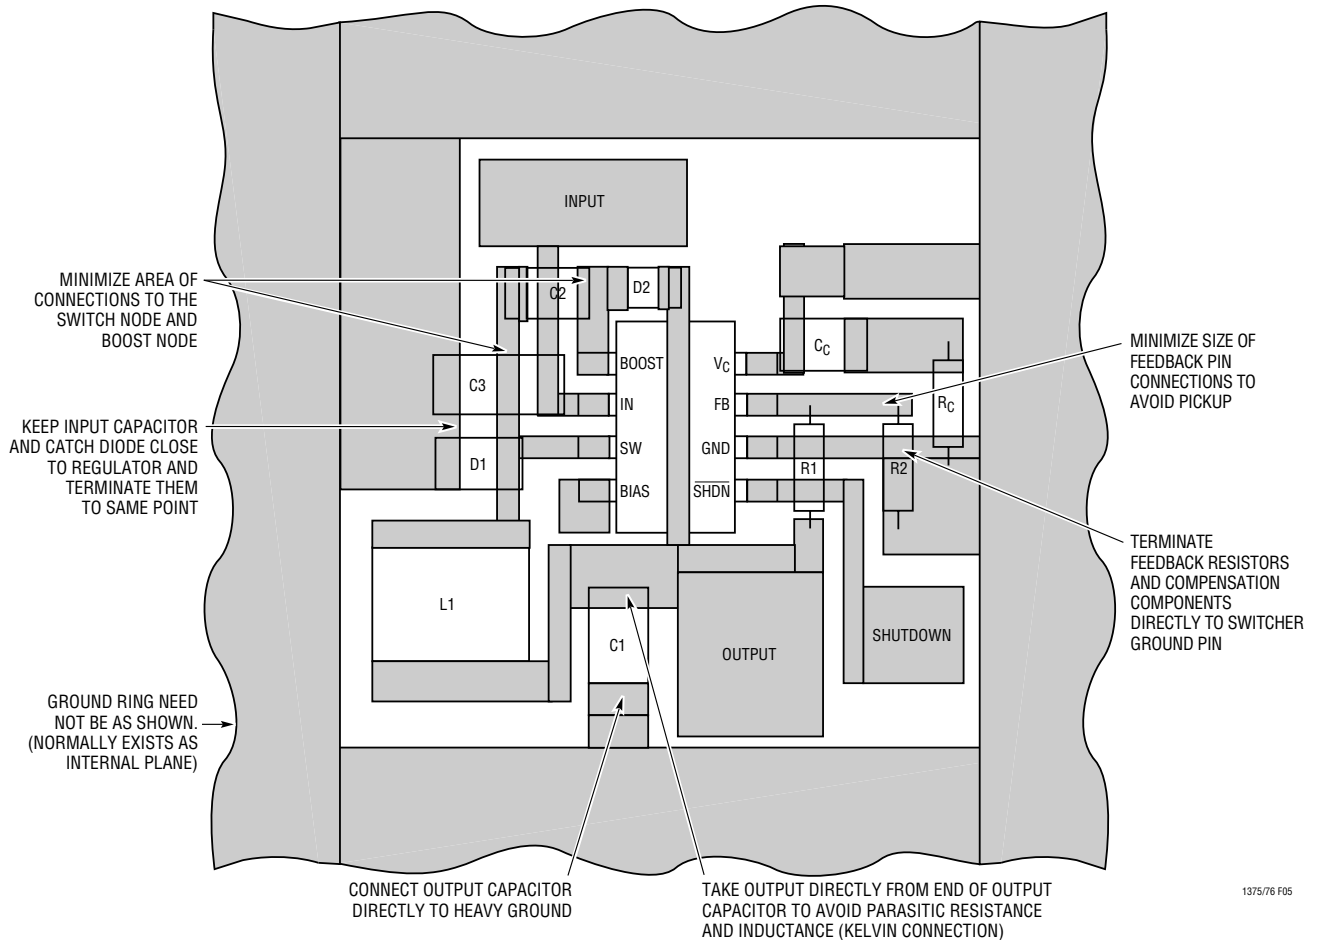 INPUT
MINIMIZE AREA OF
CONNECTIONS TO THE
SWITCH NODE AND
BOOST NODE
C2
D2
BOOST
IN
SW
BIAS
VC
FB
GND
SHDN
CC
RC
R1
R2
C3
D1
KEEP INPUT CAPACITOR
AND CATCH DIODE CLOSE
TO REGULATOR AND
TERMINATE THEM
TO SAME POINT
MINIMIZE SIZE OF
FEEDBACK PIN
CONNECTIONS TO
AVOID PICKUP
TERMINATE
FEEDBACK RESISTORS
AND COMPENSATION
COMPONENTS
DIRECTLY TO SWITCHER
GROUND PIN
L1
C1
OUTPUT
SHUTDOWN
GROUND RING NEED
NOT BE AS SHOWN.
(NORMALLY EXISTS AS
INTERNAL PLANE)
CONNECT OUTPUT CAPACITOR
DIRECTLY TO HEAVY GROUND
TAKE OUTPUT DIRECTLY FROM END OF OUTPUT
CAPACITOR TO AVOID PARASITIC RESISTANCE
AND INDUCTANCE (KELVIN CONNECTION)
1375/76 F05